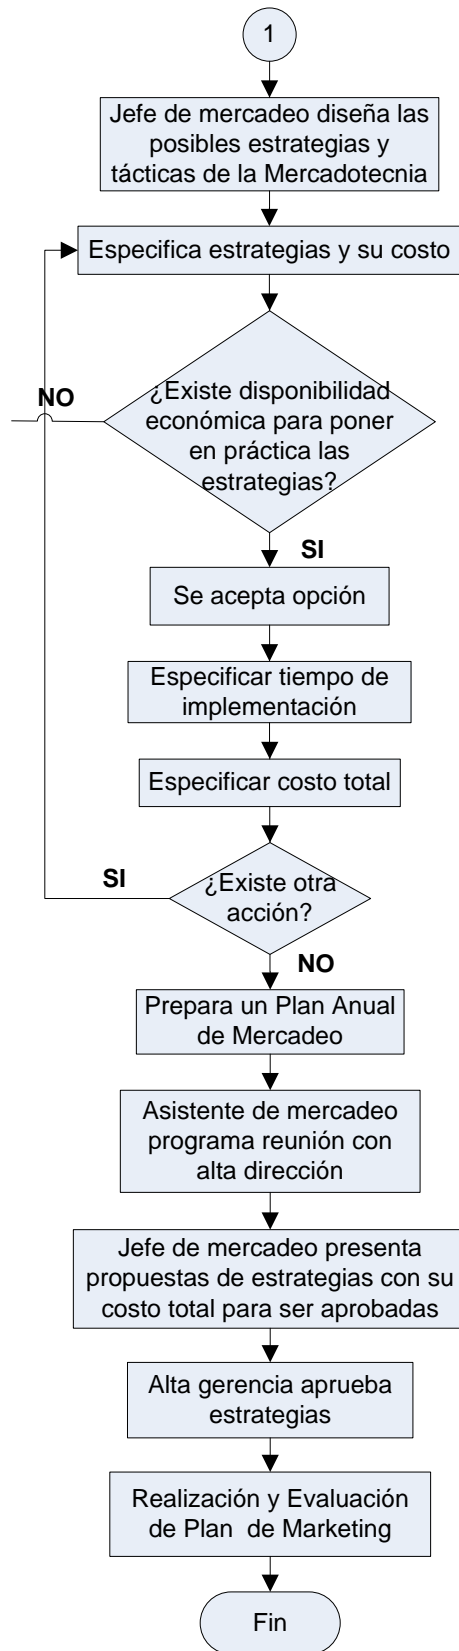 1
Jefe de mercadeo diseña las
posibles estrategias y
tácticas de la Mercadotecnia
Especifica estrategias y su costo
NO
¿Existe disponibilidad
económica para poner
en práctica las
estrategias?
SI
Se acepta opción
Especificar tiempo de
implementación
Especificar costo total
SI
¿Existe otra
acción?
NO
Prepara un Plan Anual
de Mercadeo
Asistente de mercadeo
programa reunión con
alta dirección
Jefe de mercadeo presenta
propuestas de estrategias con su
costo total para ser aprobadas
Alta gerencia aprueba
estrategias
Realización y Evaluación
de Plan de Marketing
Fin